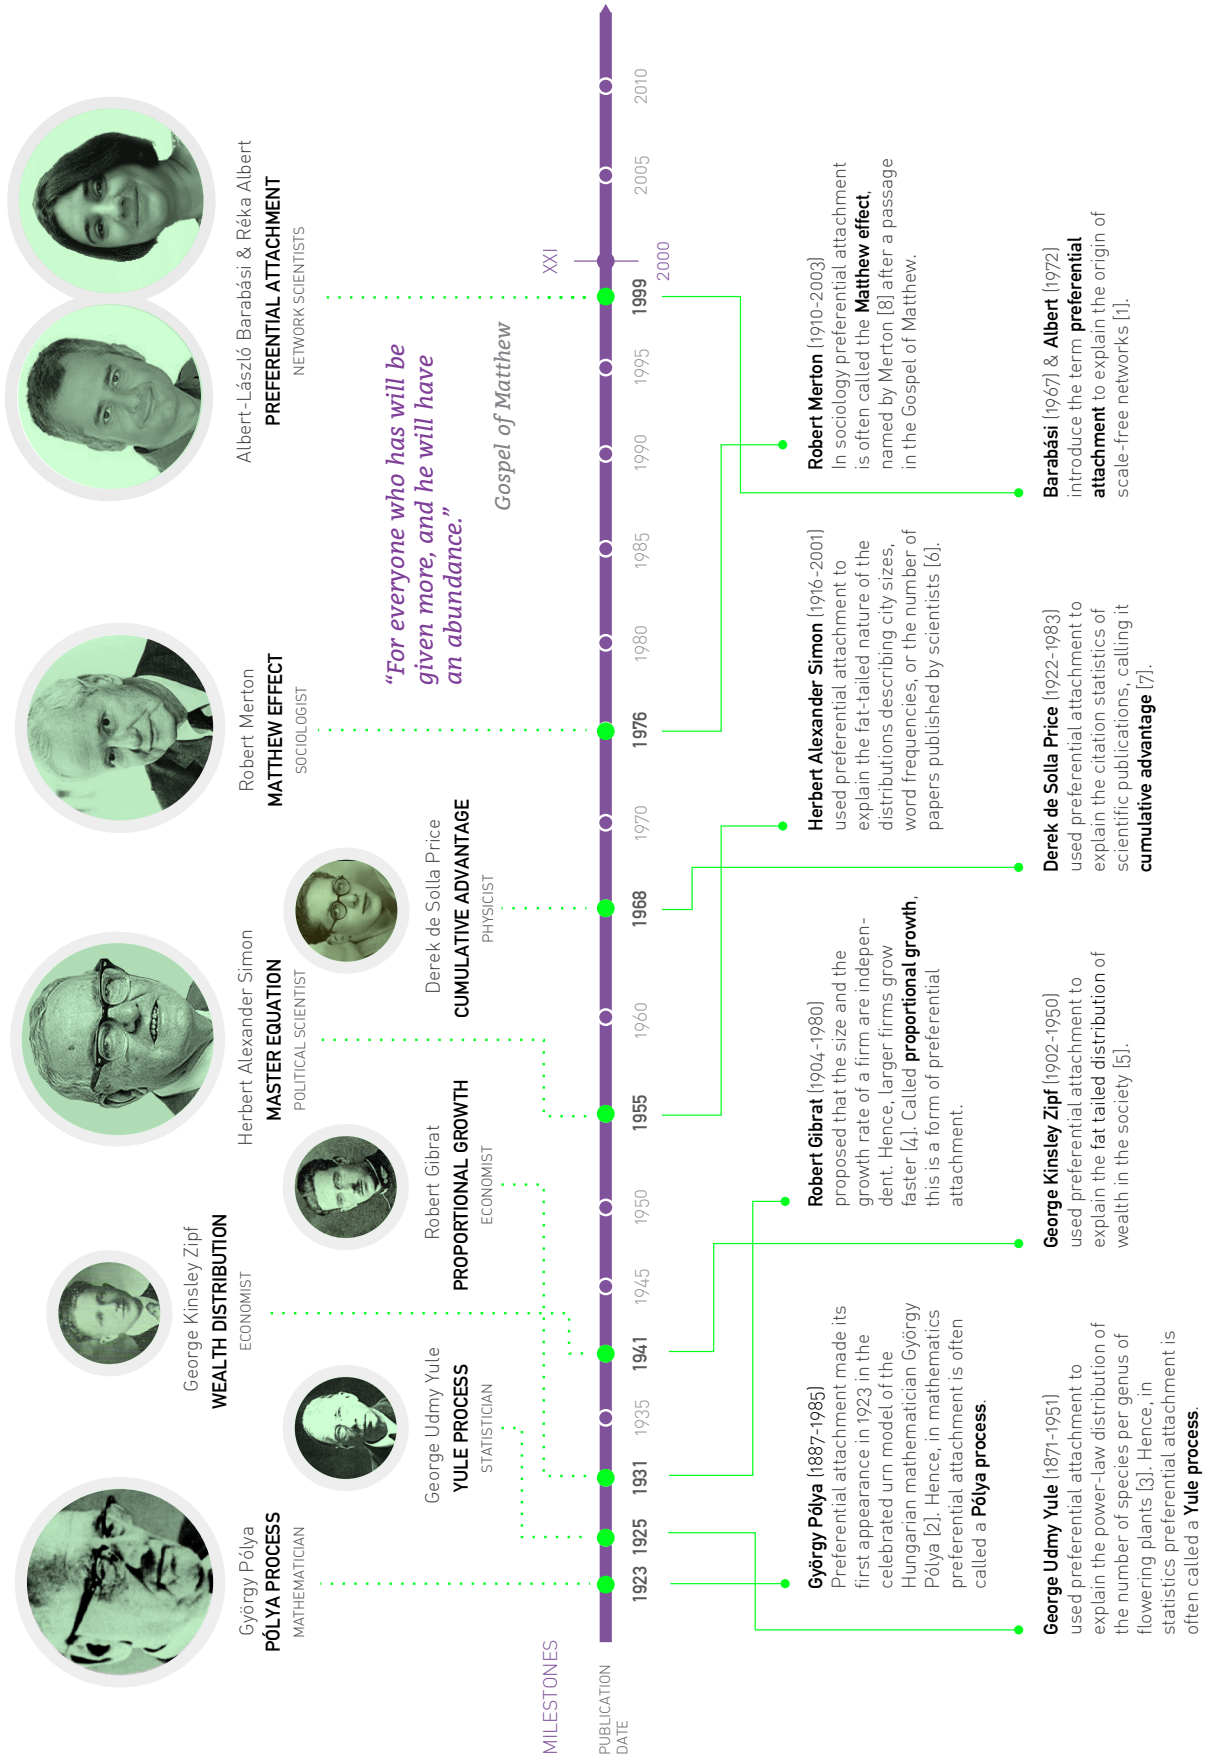 György Pólya
PÓLYA PROCESS
MATHEMATICIAN
George Kinsley Zipf
WEALTH DISTRIBUTION
ECONOMIST
Herbert Alexander Simon
MASTER EQUATION
POLITICAL SCIENTIST
Robert Merton
MATTHEW EFFECT
SOCIOLOGIST
Albert-László Barabási & Réka Albert
PREFERENTIAL ATTACHMENT
NETWORK SCIENTISTS
George Udmy Yule
YULE PROCESS
STATISTICIAN
Robert Gibrat
PROPORTIONAL GROWTH
ECONOMIST
Derek de Solla Price
CUMULATIVE ADVANTAGE
PHYSICIST
“For everyone who has will be
given more, and he will have
an abundance.”
Gospel of Matthew
MILESTONES
XXI
PUBLICATION
DATE
1923 1925 1931 1935 1941 1945 1950 1955 1960 1968 1970 1976 1980 1985 1990 1995 1999 2000 2005 2010
György Pólya (1887-1985)
Preferential attachment made its
first appearance in 1923 in the
celebrated urn model of the
Hungarian mathematician György
Pólya [2]. Hence, in mathematics
preferential attachment is often
called a Pólya process.
Robert Gibrat (1904-1980)
proposed that the size and the
growth rate of a firm are indepen-
dent. Hence, larger firms grow
faster [4]. Called proportional growth,
this is a form of preferential
attachment.
Herbert Alexander Simon (1916-2001)
used preferential attachment to
explain the fat-tailed nature of the
distributions describing city sizes,
word frequencies, or the number of
papers published by scientists [6].
Robert Merton (1910-2003)
In sociology preferential attachment
is often called the Matthew effect,
named by Merton [8] after a passage
in the Gospel of Matthew.
George Udmy Yule (1871-1951)
used preferential attachment to
explain the power-law distribution of
the number of species per genus of
flowering plants [3]. Hence, in
statistics preferential attachment is
often called a Yule process.
George Kinsley Zipf (1902-1950)
used preferential attachment to
explain the fat tailed distribution of
wealth in the society [5].
Derek de Solla Price (1922-1983)
used preferential attachment to
explain the citation statistics of
scientific publications, calling it
cumulative advantage [7].
Barabási (1967) & Albert (1972)
introduce the term preferential
attachment to explain the origin of
scale-free networks [1].